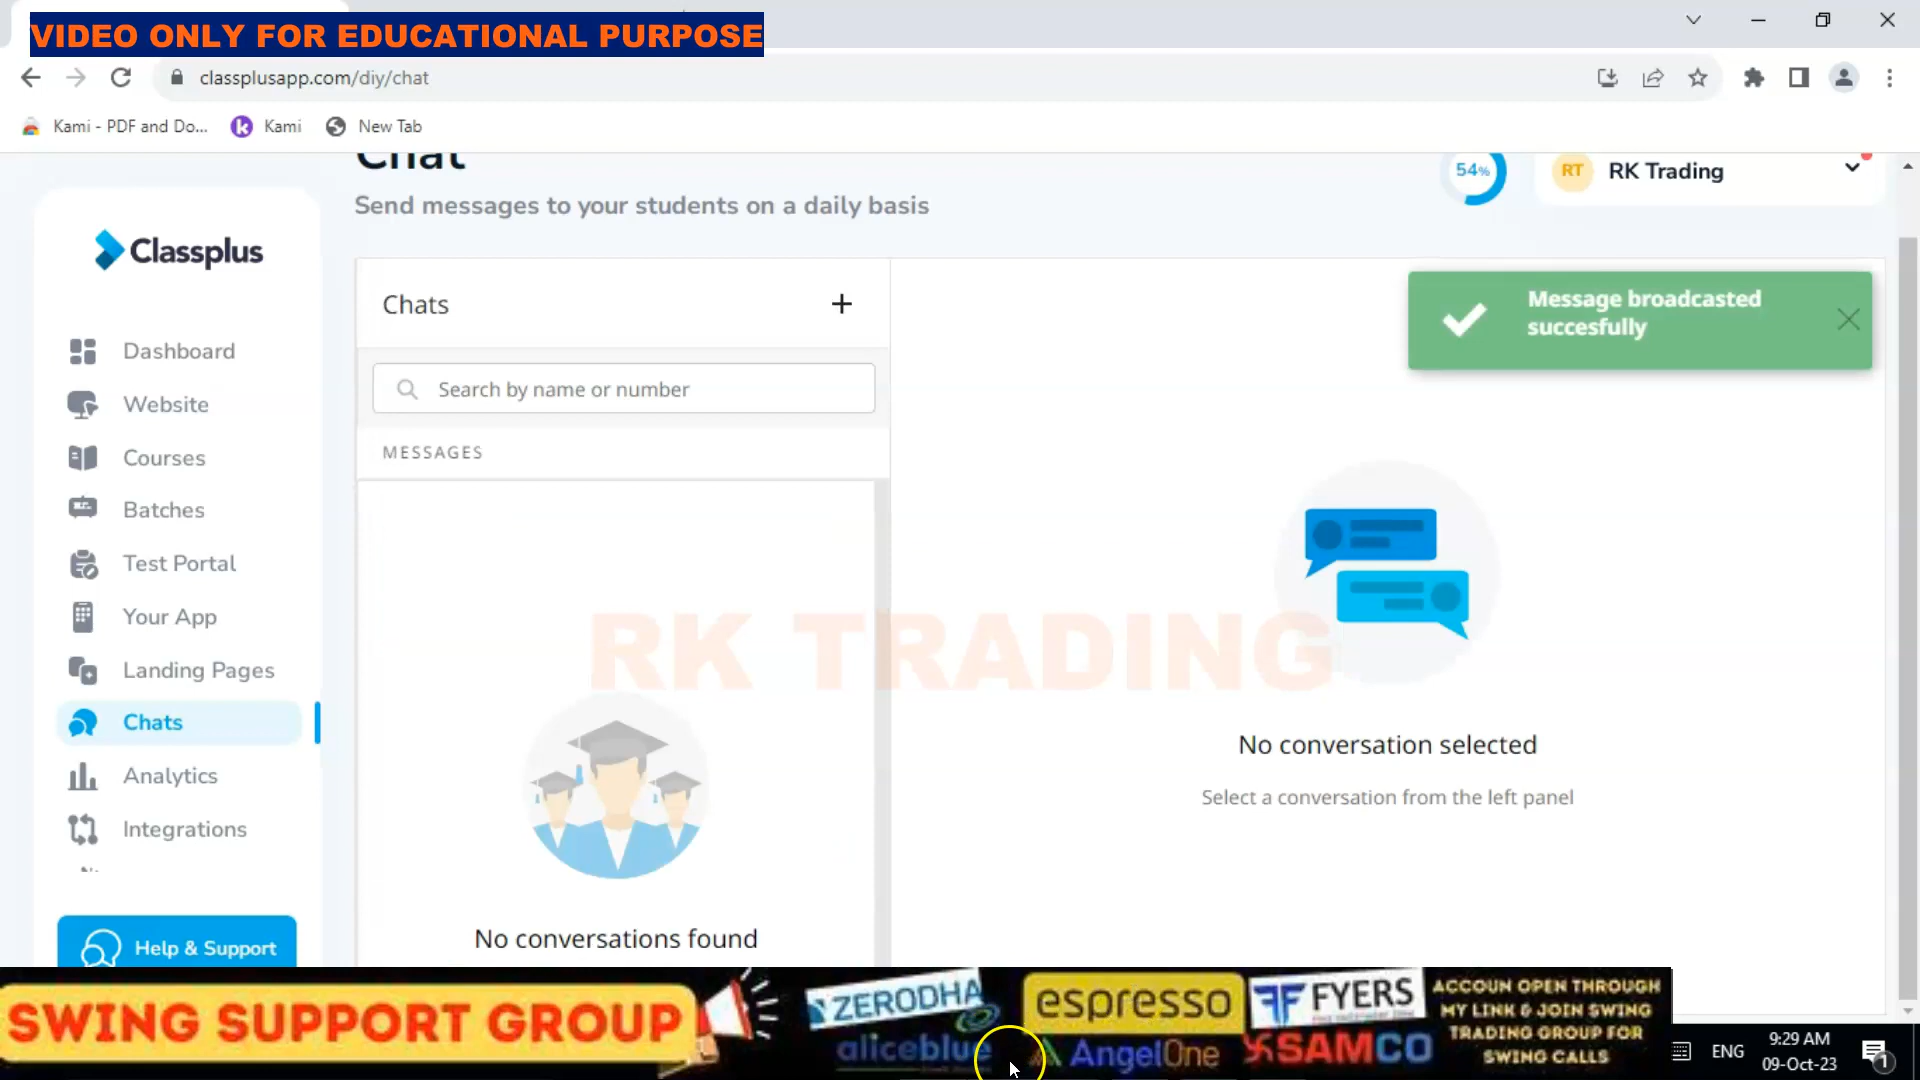 VIDEO ONLY FOR EDUCATIONAL PURPOSE
classplusapp.com/diy/chat
Kami - PDF and Do...
Kami
New Tab
Chat
Send messages to your students on a daily basis
54%
RT
RK Trading
Classplus
Dashboard
Website
Courses
Batches
Test Portal
Your App
Landing Pages
Chats
Analytics
Integrations
Help & Support
Chats
Search by name or number
MESSAGES
No conversations found
Message broadcasted
succesfully
No conversation selected
Select a conversation from the left panel
RK TRADING
SWING SUPPORT GROUP
ZERODHA
aliceblue
espresso
AngelOne
FYERS
SAMCO
ACCOUN OPEN THROUGH
MY LINK & JOIN SWING
TRADING GROUP FOR
SWING CALLS
ENG
9:29 AM
09-Oct-23
1